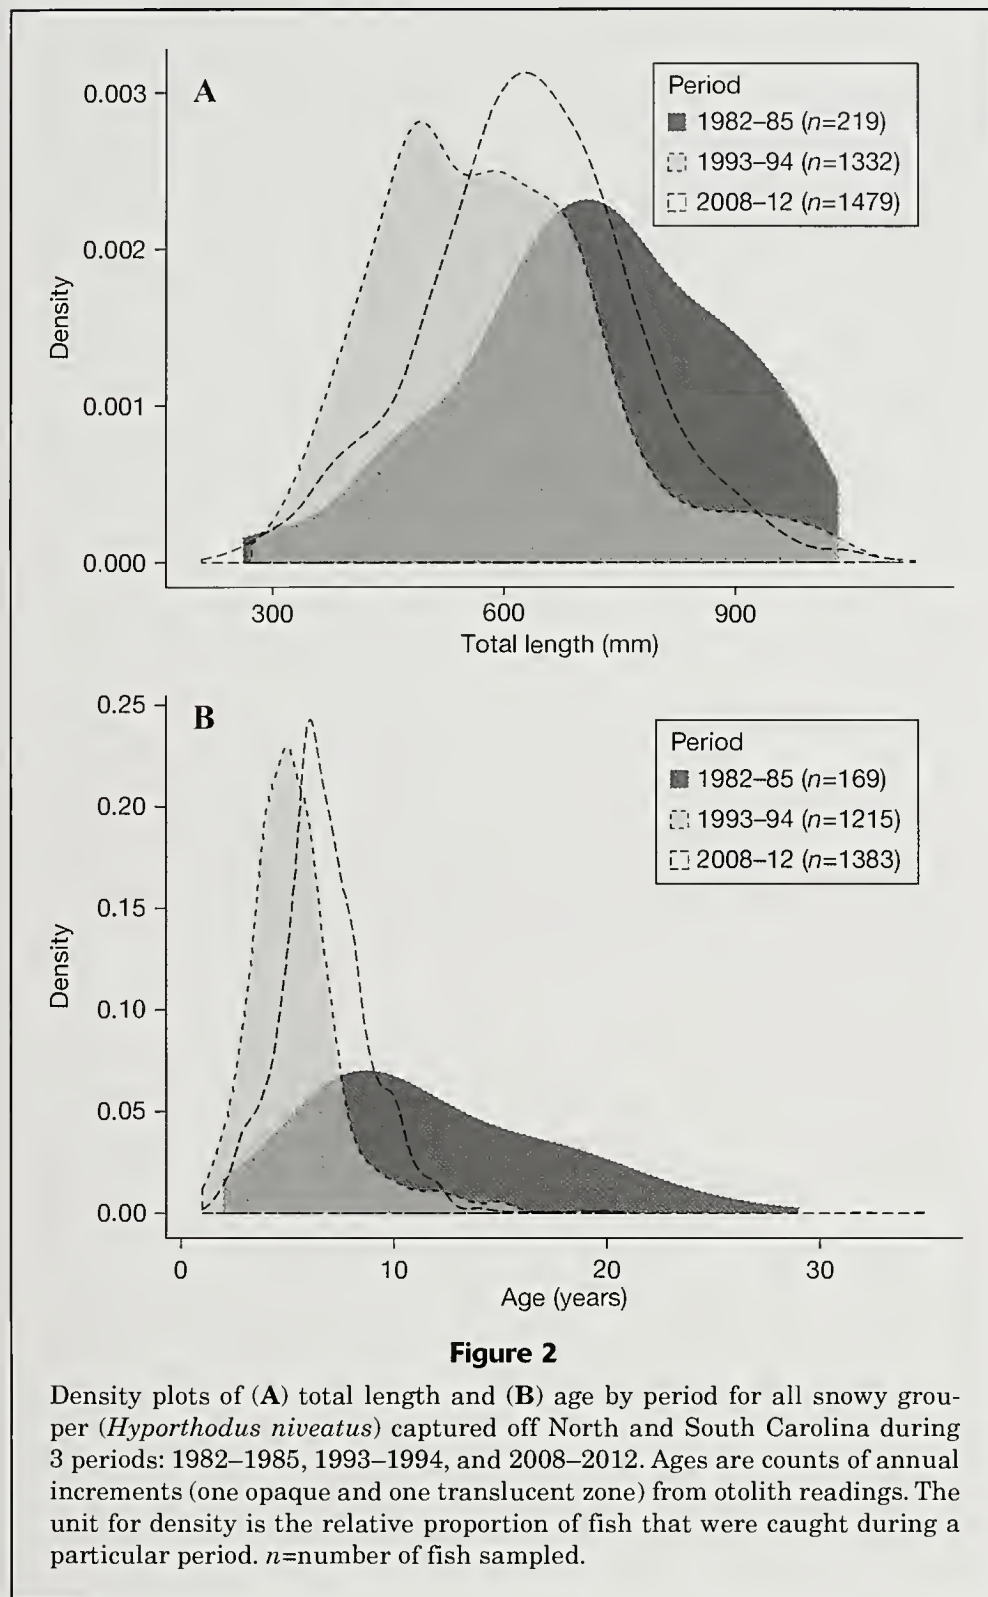 A
0.003
0.002
0.001
0.000
Density
Period
1982–85 (n=219)
1993–94 (n=1332)
2008–12 (n=1479)
300 600 900
Total length (mm)
B
0.25
0.20
0.15
0.10
0.05
0.00
Density
Period
1982–85 (n=169)
1993–94 (n=1215)
2008–12 (n=1383)
0 10 20 30
Age (years)
Figure 2
Density plots of (A) total length and (B) age by period for all snowy grou-
per (Hyporthodus niveatus) captured off North and South Carolina during
3 periods: 1982–1985, 1993–1994, and 2008–2012. Ages are counts of annual
increments (one opaque and one translucent zone) from otolith readings. The
unit for density is the relative proportion of fish that were caught during a
particular period. n=number of fish sampled.